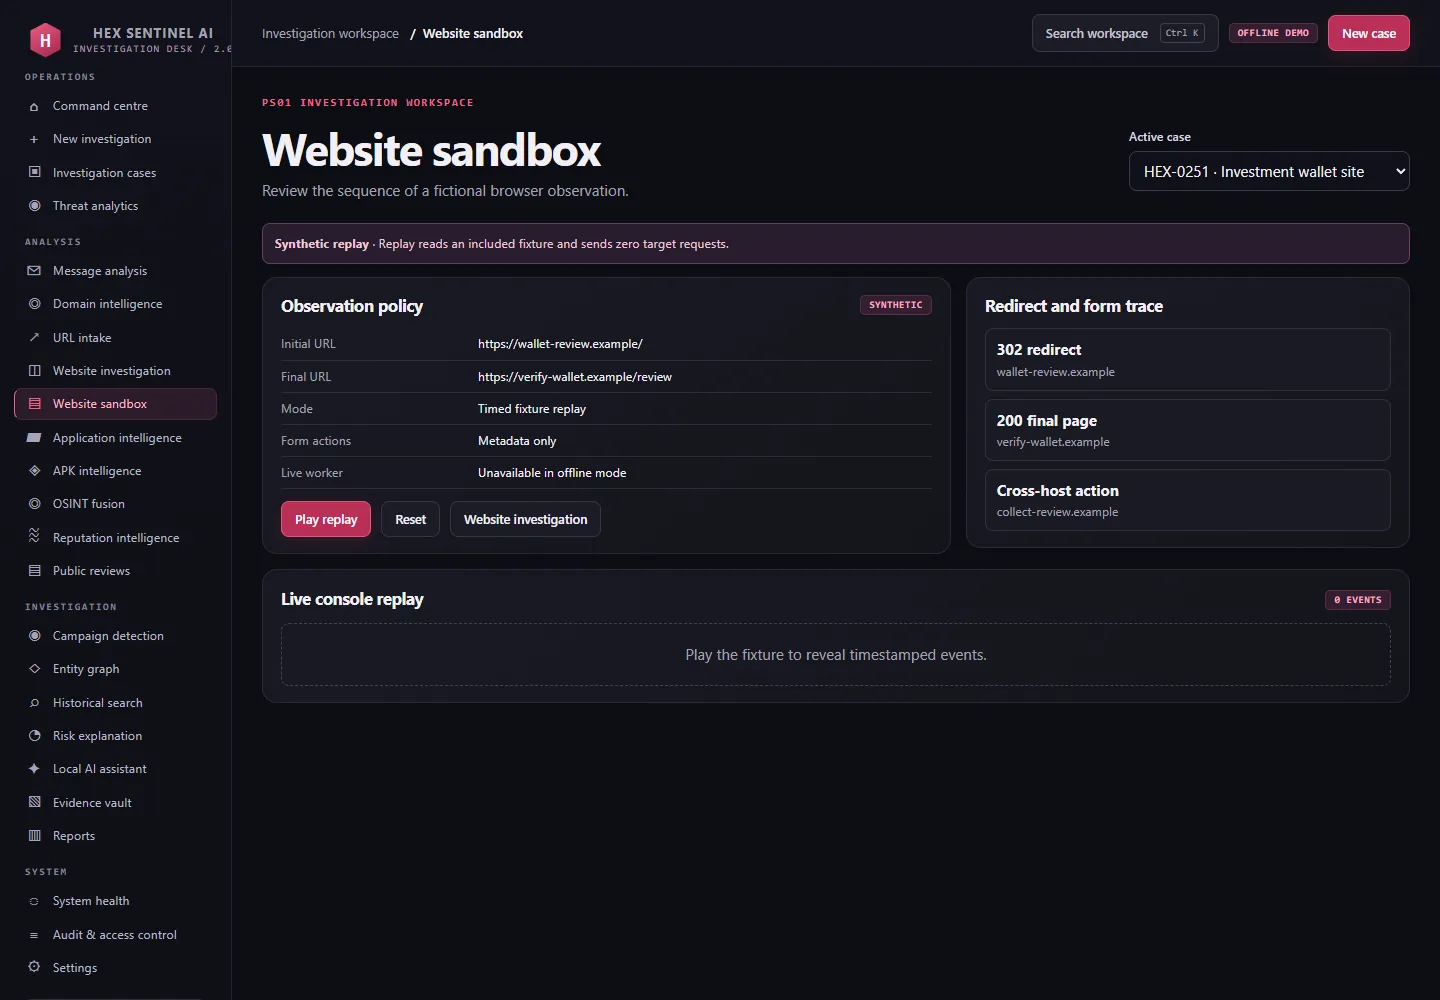 H
HEX SENTINEL AI
INVESTIGATION DESK / 2.0
OPERATIONS
Command centre
New investigation
Investigation cases
Threat analytics
ANALYSIS
Message analysis
Domain intelligence
URL intake
Website investigation
Website sandbox
Application intelligence
APK intelligence
OSINT fusion
Reputation intelligence
Public reviews
INVESTIGATION
Campaign detection
Entity graph
Historical search
Risk explanation
Local AI assistant
Evidence vault
Reports
SYSTEM
System health
Audit & access control
Settings
Investigation workspace / Website sandbox
Search workspace Ctrl K
OFFLINE DEMO
New case
PS01 INVESTIGATION WORKSPACE
Website sandbox
Review the sequence of a fictional browser observation.
Active case
HEX-0251 · Investment wallet site
Synthetic replay · Replay reads an included fixture and sends zero target requests.
Observation policy
SYNTHETIC
Initial URL https://wallet-review.example/
Final URL https://verify-wallet.example/review
Mode Timed fixture replay
Form actions Metadata only
Live worker Unavailable in offline mode
Play replay
Reset
Website investigation
Redirect and form trace
302 redirect
wallet-review.example
200 final page
verify-wallet.example
Cross-host action
collect-review.example
Live console replay
0 EVENTS
Play the fixture to reveal timestamped events.